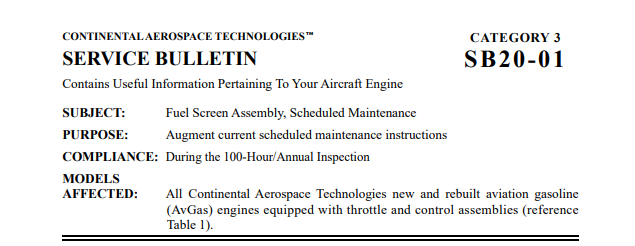 CONTINENTAL AEROSPACE TECHNOLOGIES™
CATEGORY 3
SERVICE BULLETIN
SB20-01
Contains Useful Information Pertaining To Your Aircraft Engine
SUBJECT: Fuel Screen Assembly, Scheduled Maintenance
PURPOSE: Augment current scheduled maintenance instructions
COMPLIANCE: During the 100-Hour/Annual Inspection
MODELS
AFFECTED: All Continental Aerospace Technologies new and rebuilt aviation gasoline
(AvGas) engines equipped with throttle and control assemblies (reference
Table 1).